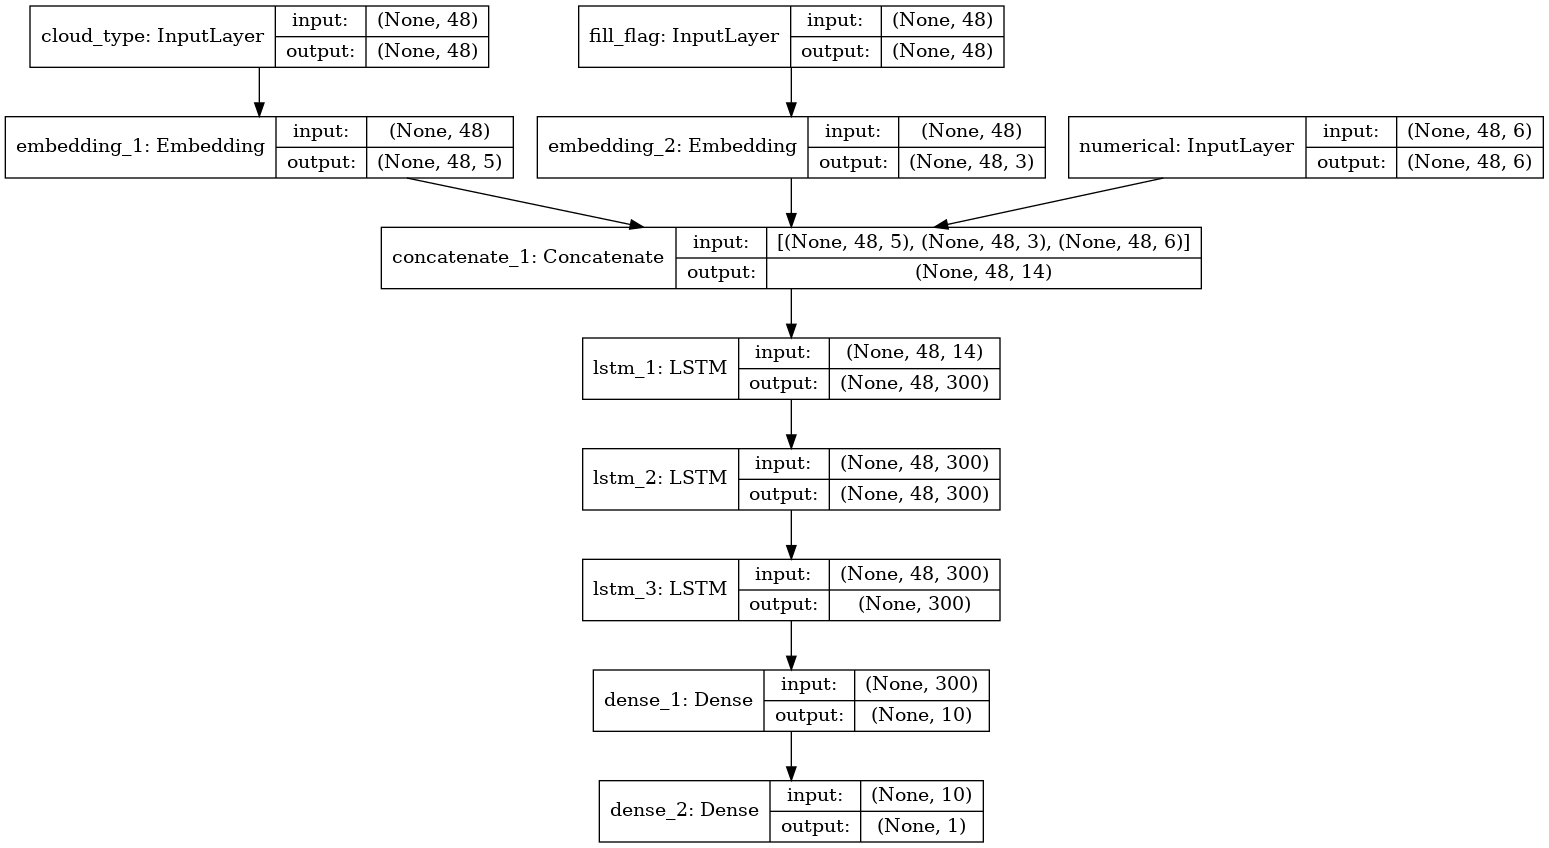 cloud_type: InputLayer
input:
(None, 48)
output:
(None, 48)
fill_flag: InputLayer
input:
(None, 48)
output:
(None, 48)
embedding_1: Embedding
input:
(None, 48)
output:
(None, 48, 5)
embedding_2: Embedding
input:
(None, 48)
output:
(None, 48, 3)
numerical: InputLayer
input:
(None, 48, 6)
output:
(None, 48, 6)
concatenate_1: Concatenate
input:
[(None, 48, 5), (None, 48, 3), (None, 48, 6)]
output:
(None, 48, 14)
lstm_1: LSTM
input:
(None, 48, 14)
output:
(None, 48, 300)
lstm_2: LSTM
input:
(None, 48, 300)
output:
(None, 48, 300)
lstm_3: LSTM
input:
(None, 48, 300)
output:
(None, 300)
dense_1: Dense
input:
(None, 300)
output:
(None, 10)
dense_2: Dense
input:
(None, 10)
output:
(None, 1)